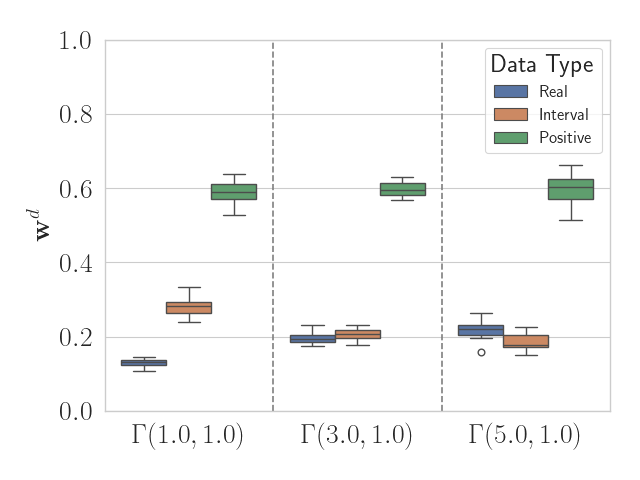 1.0
0.8
0.6
0.4
0.2
0.0
w^d
Data Type
Real
Interval
Positive
Γ(1.0, 1.0)
Γ(3.0, 1.0)
Γ(5.0, 1.0)